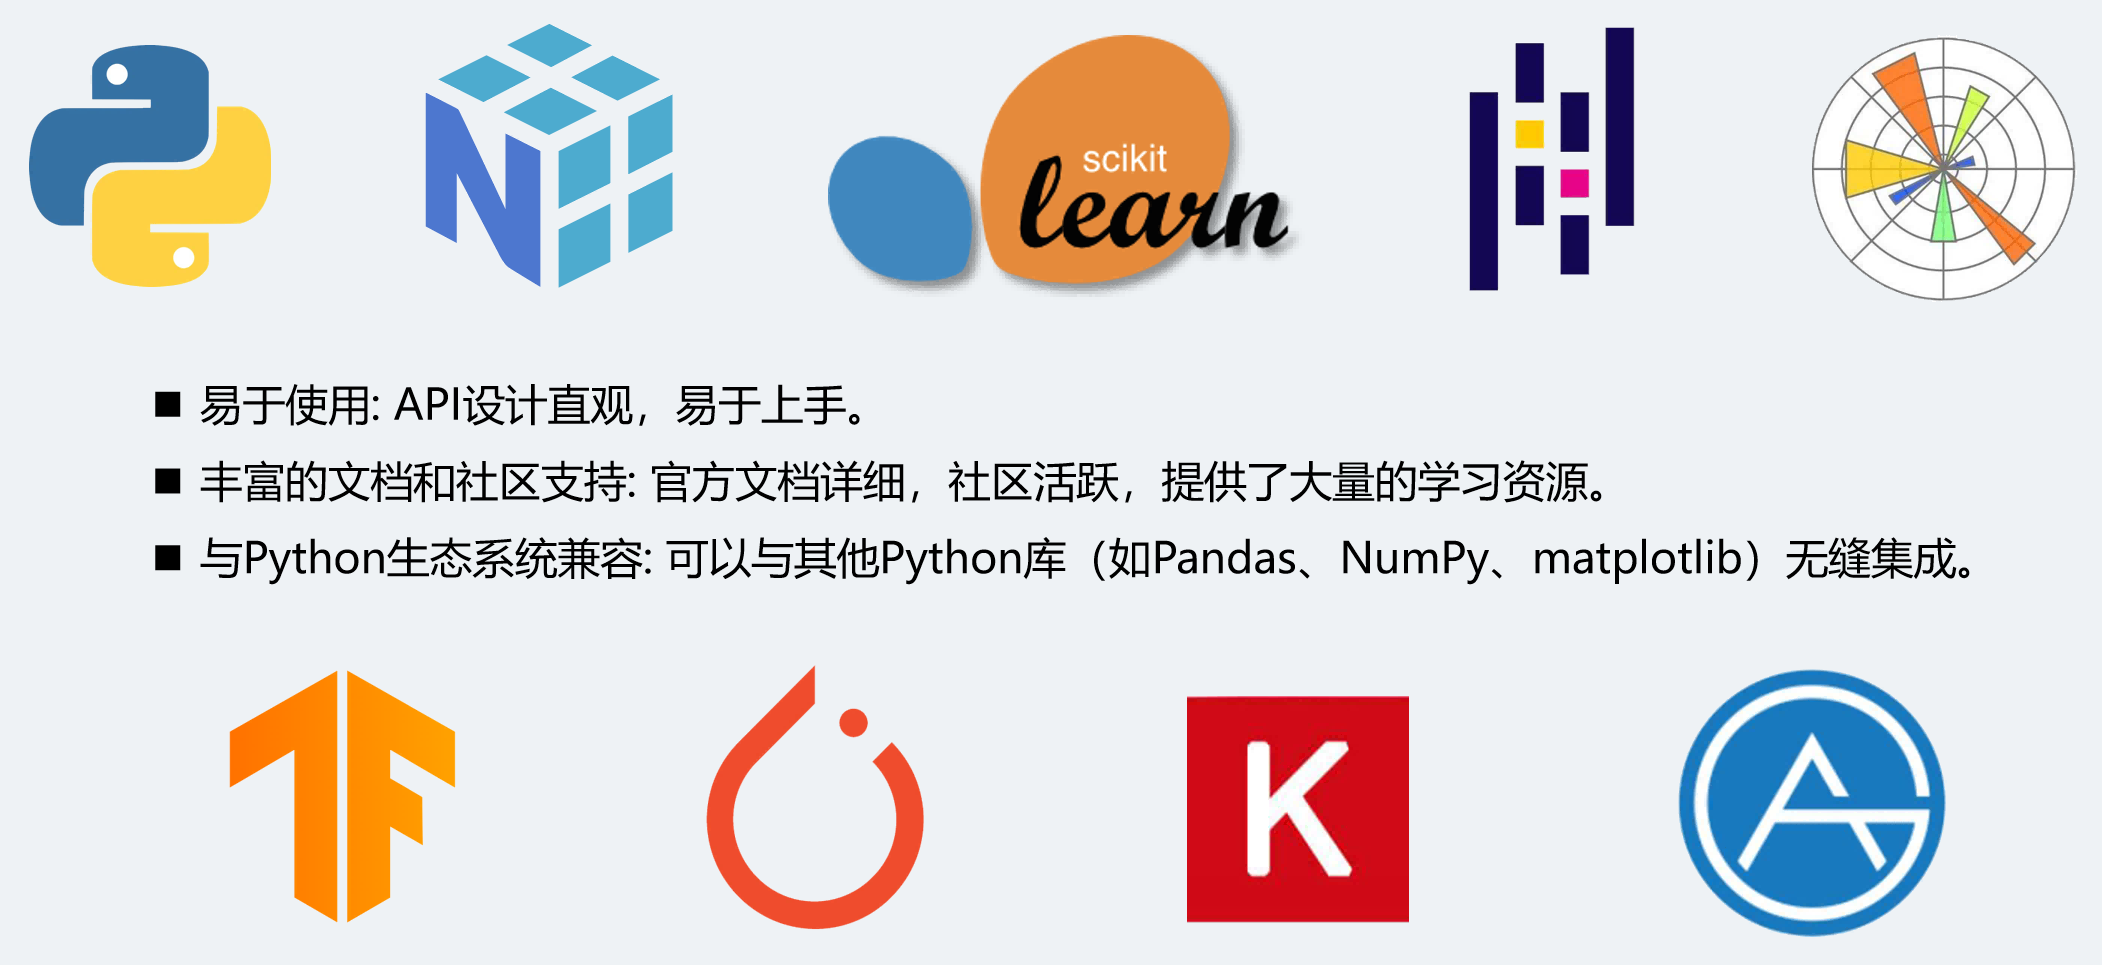 scikit
learn
易于使用: API设计直观，易于上手。
丰富的文档和社区支持: 官方文档详细，社区活跃，提供了大量的学习资源。
与Python生态系统兼容: 可以与其他Python库（如Pandas、NumPy、matplotlib）无缝集成。